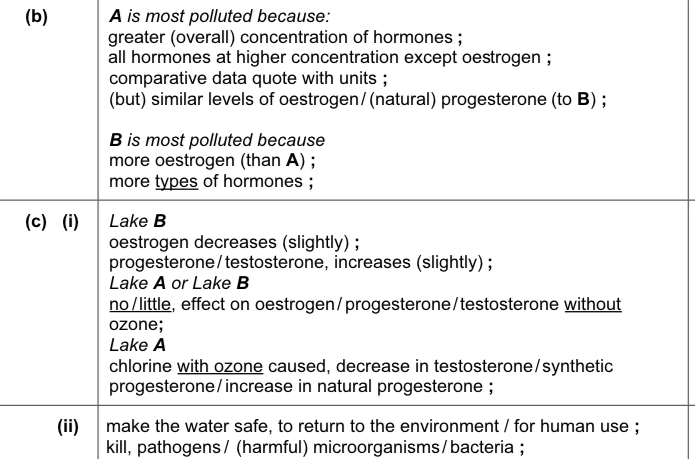 (b) A is most polluted because:
greater (overall) concentration of hormones ;
all hormones at higher concentration except oestrogen ;
comparative data quote with units ;
(but) similar levels of oestrogen / (natural) progesterone (to B) ;
B is most polluted because
more oestrogen (than A) ;
more types of hormones ;
(c) (i) Lake B
oestrogen decreases (slightly) ;
progesterone / testosterone, increases (slightly) ;
Lake A or Lake B
no / little, effect on oestrogen / progesterone / testosterone without
ozone;
Lake A
chlorine with ozone caused, decrease in testosterone / synthetic
progesterone / increase in natural progesterone ;
(ii) make the water safe, to return to the environment / for human use ;
kill, pathogens / (harmful) microorganisms / bacteria ;